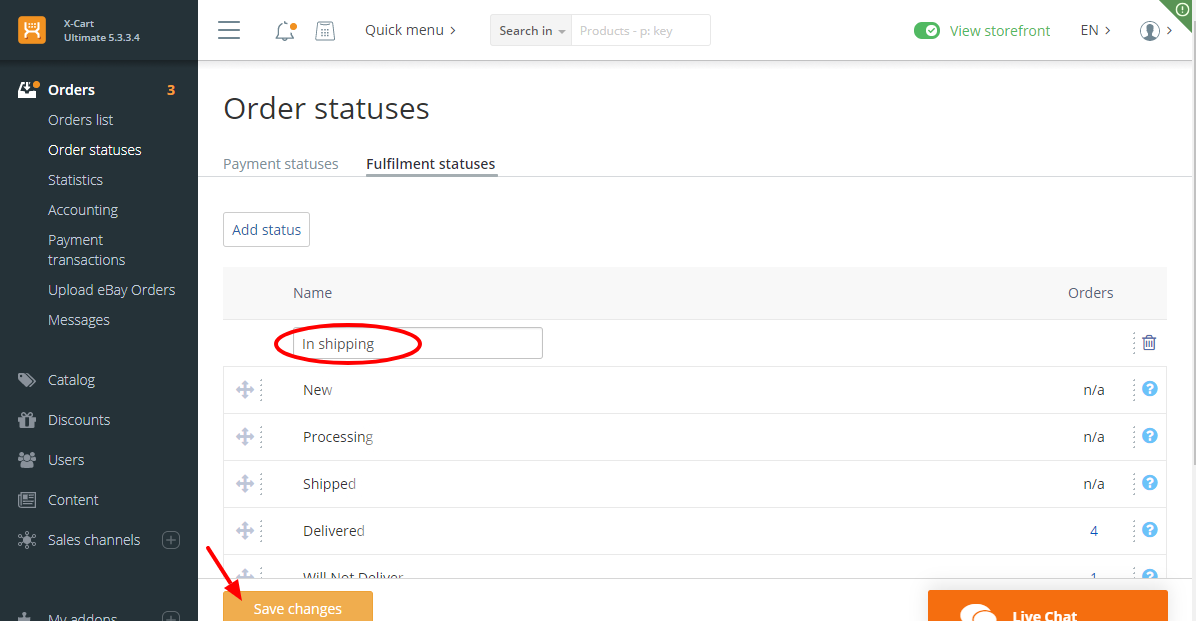 X-Cart
Ultimate 5.3.3.4
Quick menu
Search in
Products - p: key
View storefront
EN
Orders 3
Orders list
Order statuses
Statistics
Accounting
Payment
transactions
Upload eBay Orders
Messages
Catalog
Discounts
Users
Content
Sales channels
My addons
Order statuses
Payment statuses
Fulfilment statuses
Add status
Name Orders
In shipping
New n/a
Processing n/a
Shipped n/a
Delivered 4
Will Not Deliver 1
Save changes
Live Chat